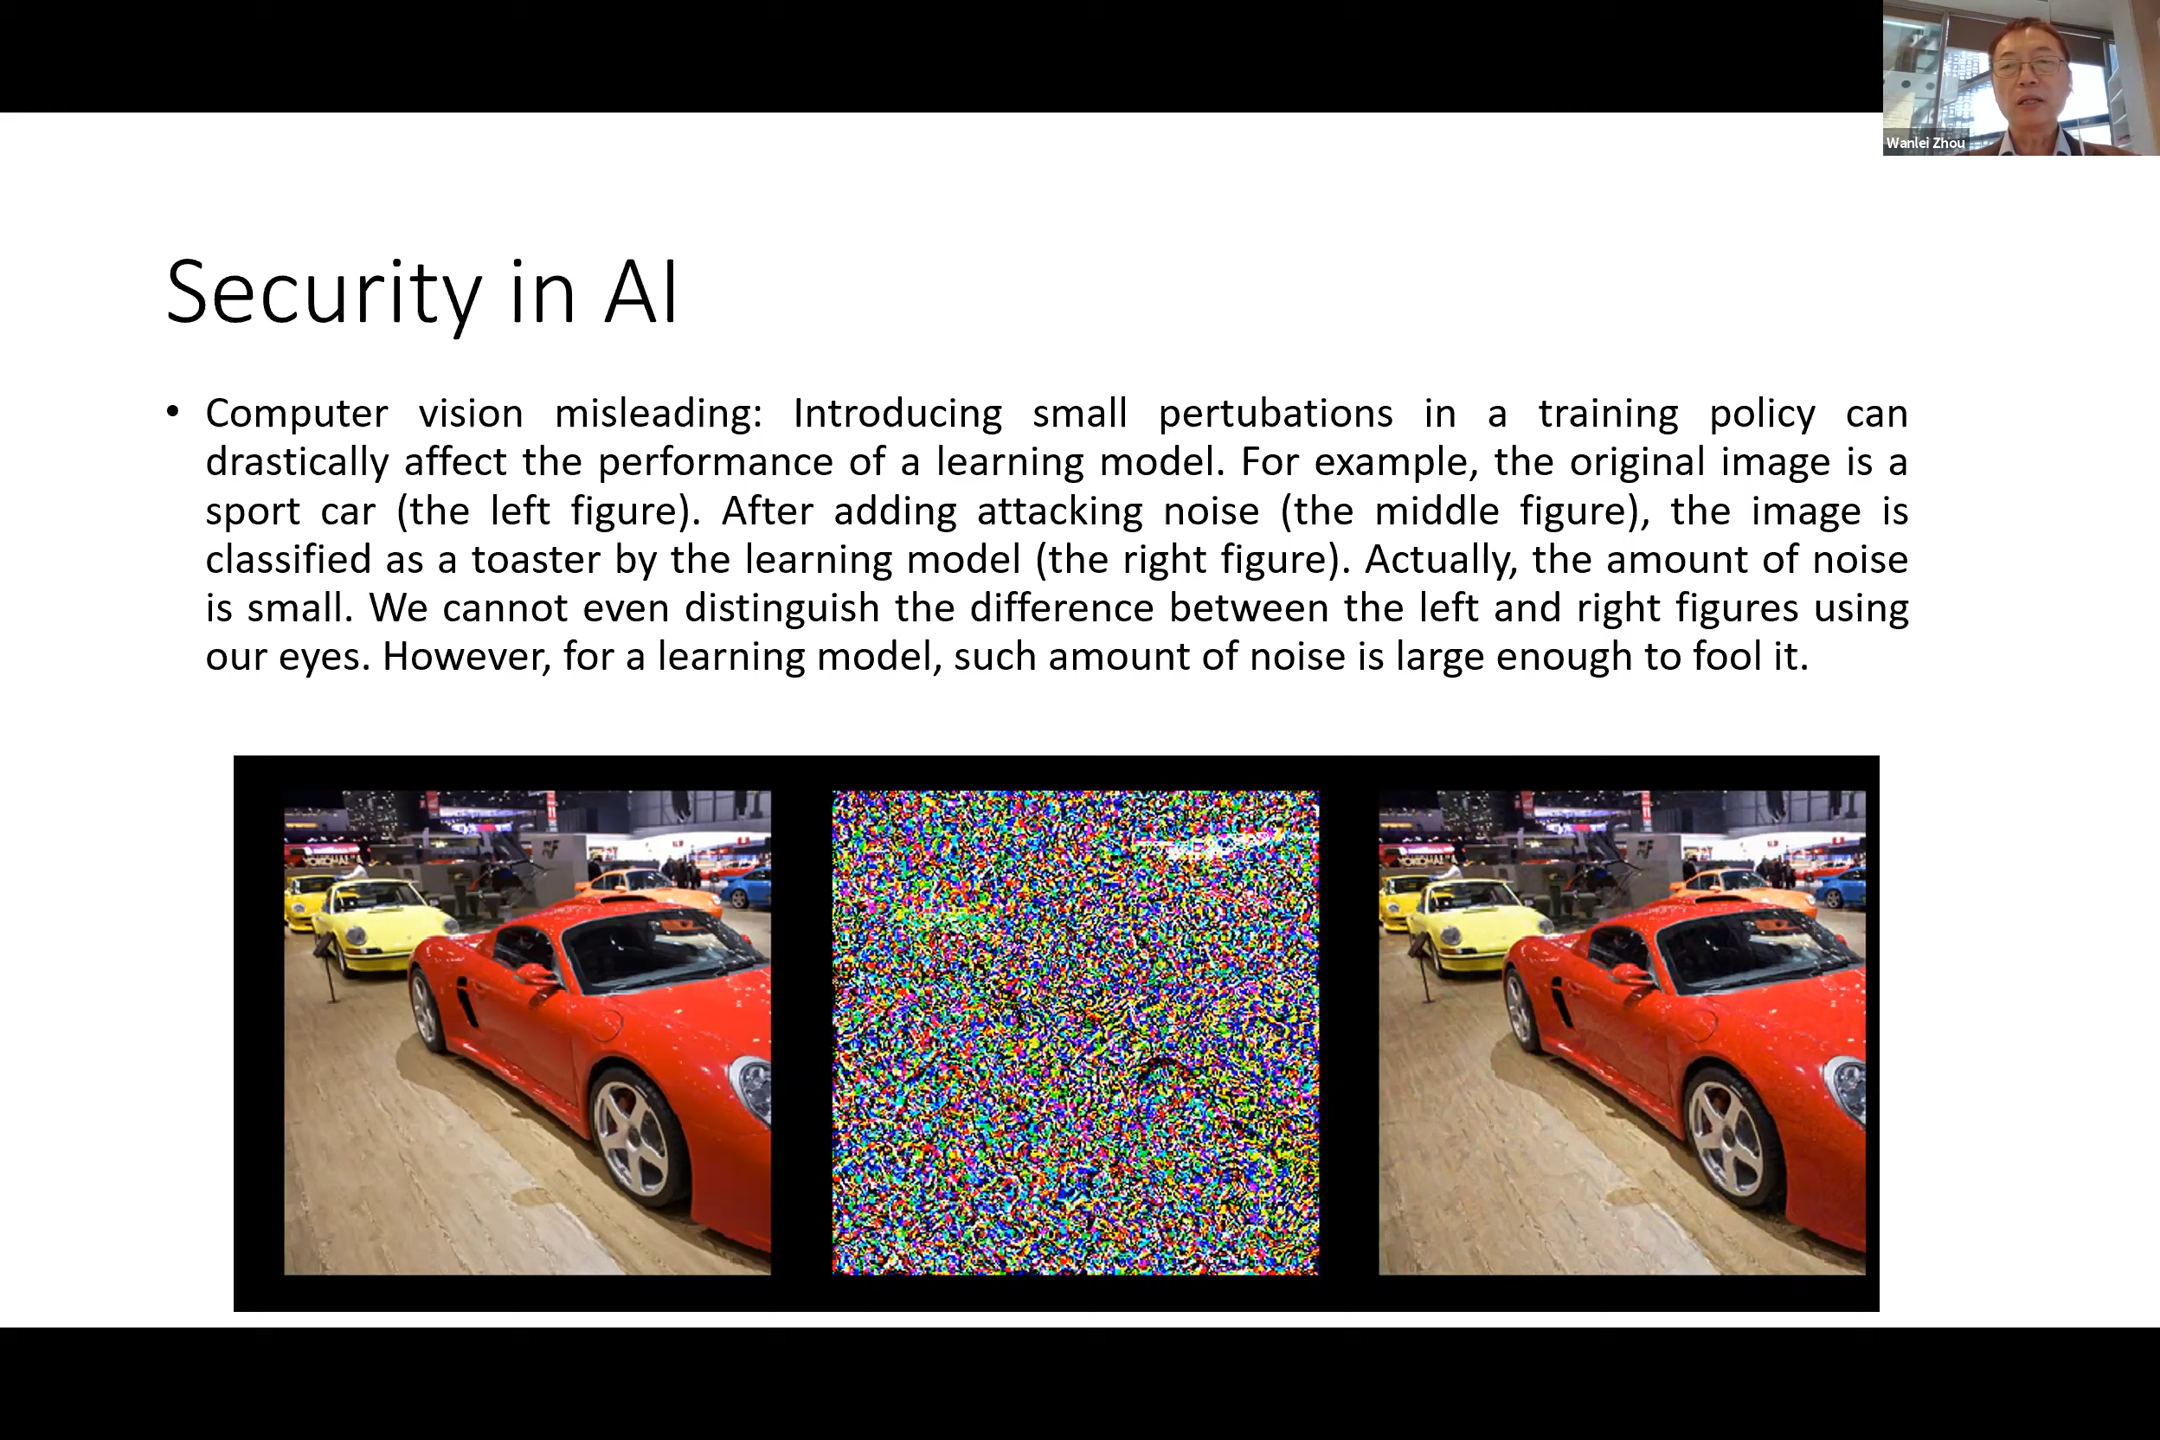 Wanlei Zhou
Security in AI
• Computer vision misleading: Introducing small pertubations in a training policy can
drastically affect the performance of a learning model. For example, the original image is a
sport car (the left figure). After adding attacking noise (the middle figure), the image is
classified as a toaster by the learning model (the right figure). Actually, the amount of noise
is small. We cannot even distinguish the difference between the left and right figures using
our eyes. However, for a learning model, such amount of noise is large enough to fool it.